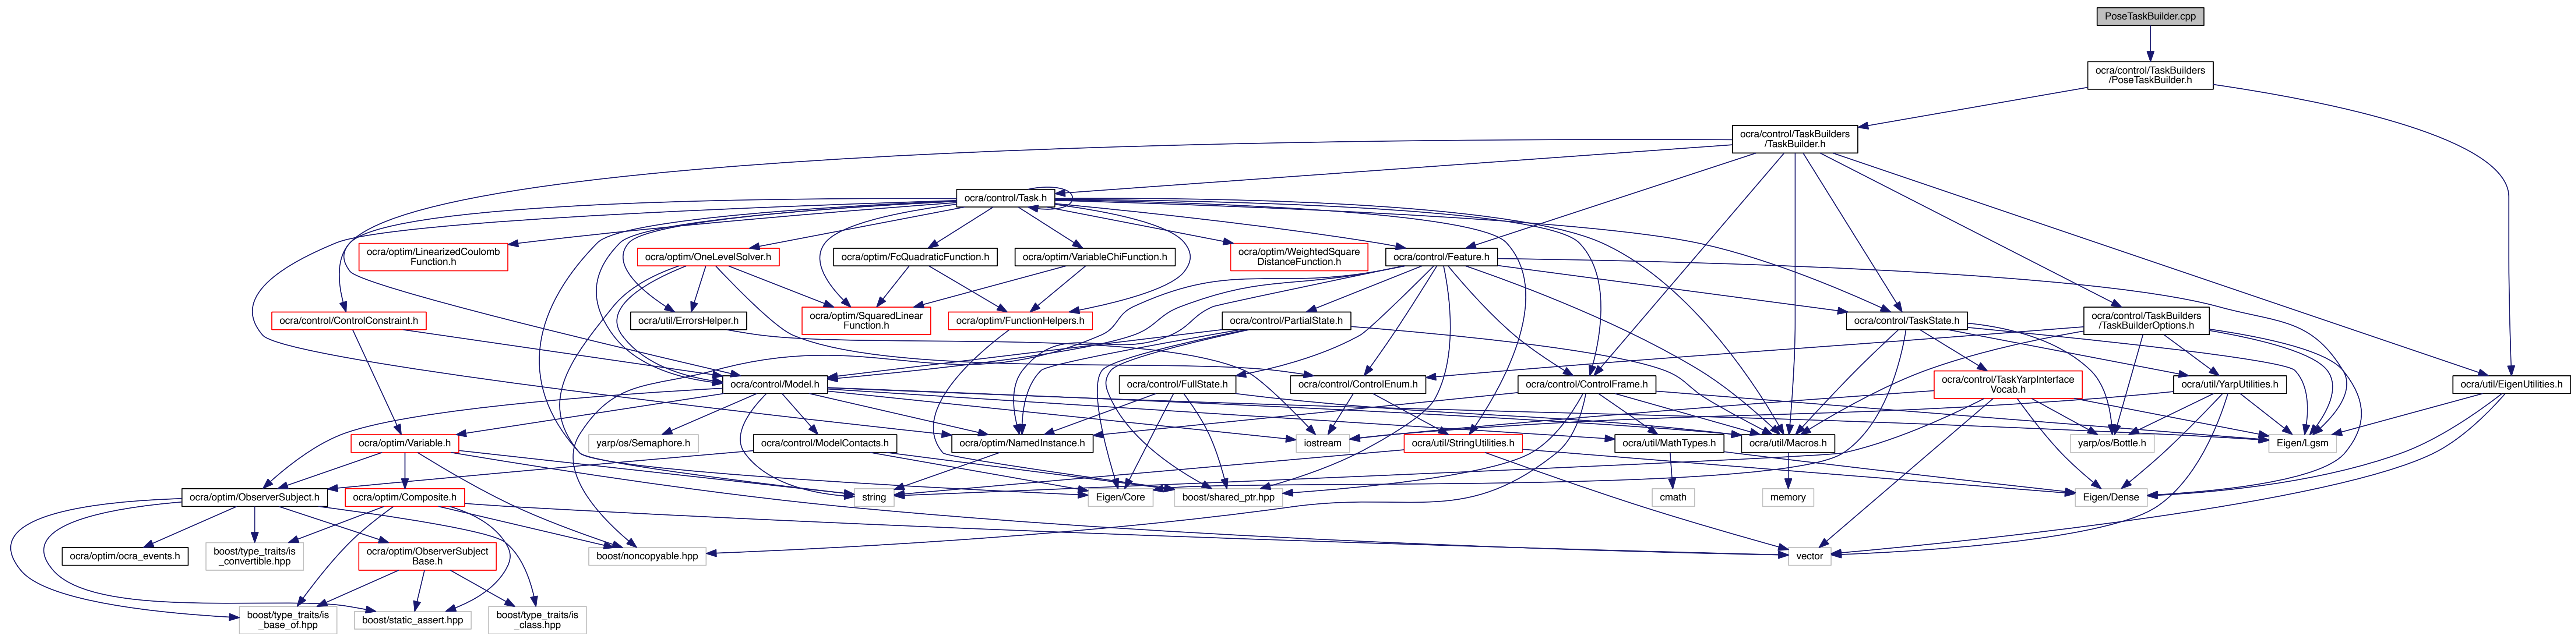 PoseTaskBuilder.cpp
ocra/control/TaskBuilders
/PoseTaskBuilder.h
ocra/control/TaskBuilders
/TaskBuilder.h
ocra/control/Task.h
ocra/optim/LinearizedCoulomb
Function.h
ocra/optim/OneLevelSolver.h
ocra/optim/FcQuadraticFunction.h
ocra/optim/VariableChiFunction.h
ocra/optim/WeightedSquare
DistanceFunction.h
ocra/control/Feature.h
ocra/control/ControlConstraint.h
ocra/util/ErrorsHelper.h
ocra/optim/SquaredLinear
Function.h
ocra/optim/FunctionHelpers.h
ocra/control/PartialState.h
ocra/control/TaskState.h
ocra/control/TaskBuilders
/TaskBuilderOptions.h
ocra/control/Model.h
ocra/control/FullState.h
ocra/control/ControlEnum.h
ocra/control/ControlFrame.h
ocra/control/TaskYarpInterface
Vocab.h
ocra/util/YarpUtilities.h
ocra/util/EigenUtilities.h
ocra/optim/Variable.h
yarp/os/Semaphore.h
ocra/control/ModelContacts.h
ocra/optim/NamedInstance.h
iostream
ocra/util/StringUtilities.h
ocra/util/MathTypes.h
ocra/util/Macros.h
yarp/os/Bottle.h
Eigen/Lgsm
ocra/optim/ObserverSubject.h
ocra/optim/Composite.h
string
Eigen/Core
boost/shared_ptr.hpp
cmath
memory
Eigen/Dense
ocra/optim/ocra_events.h
boost/type_traits/is
_convertible.hpp
ocra/optim/ObserverSubject
Base.h
boost/noncopyable.hpp
vector
boost/type_traits/is
_base_of.hpp
boost/static_assert.hpp
boost/type_traits/is
_class.hpp